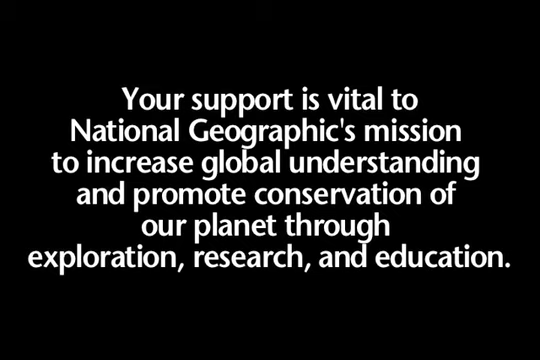 Your support is vital to
National Geographic's mission
to increase global understanding
and promote conservation of
our planet through
exploration, research, and education.